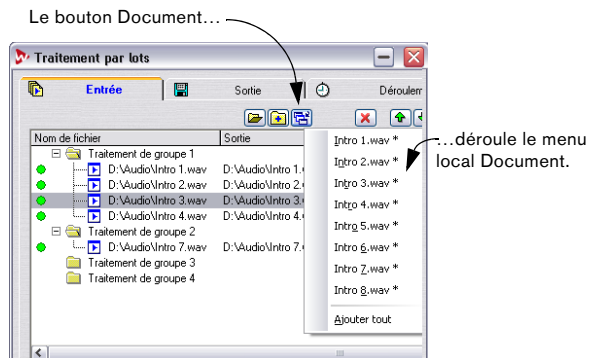 Le bouton Document…
Traitement par lots
Entrée
Sortie
Déroulem
Nom de fichier
Sortie
Traitement de groupe 1
D:\Audio\Intro 1.wav D:\Audio\Intro 1.
D:\Audio\Intro 2.wav D:\Audio\Intro 2.
D:\Audio\Intro 3.wav D:\Audio\Intro 3.
D:\Audio\Intro 4.wav D:\Audio\Intro 4.
Traitement de groupe 2
D:\Audio\Intro 7.wav D:\Audio\Intro 7.
Traitement de groupe 3
Traitement de groupe 4
Intro 1.wav *
Intro 2.wav *
Intro 3.wav *
Intro 4.wav *
Intro 5.wav *
Intro 6.wav *
Intro 7.wav *
Intro 8.wav *
Ajouter tout
…déroule le menu
local Document.